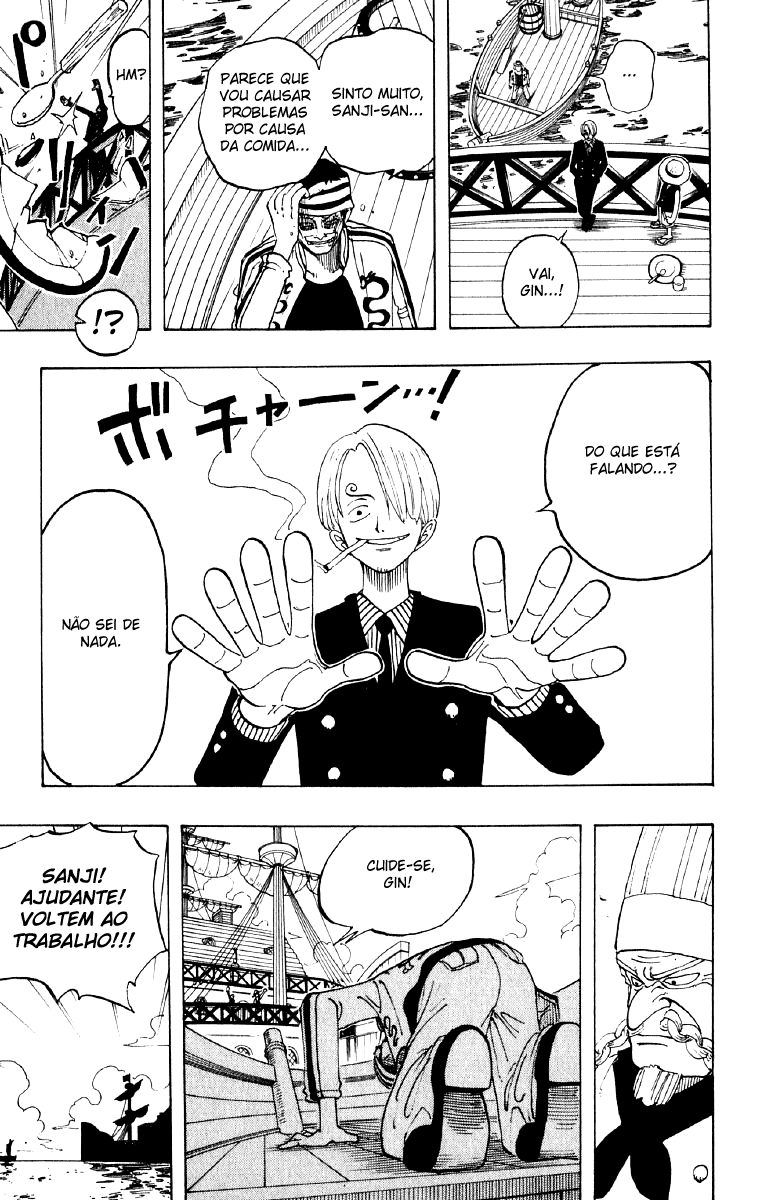 ...
VAI,
GIN...!
SINTO MUITO,
SANJI-SAN...
PARECE QUE
VOU CAUSAR
PROBLEMAS
POR CAUSA
DA COMIDA...
HM?
!?
DO QUE ESTÁ
FALANDO...?
ボチャーン…!
NÃO SEI DE
NADA.
CUIDE-SE,
GIN!
SANJI!
AJUDANTE!
VOLTEM AO
TRABALHO!!!